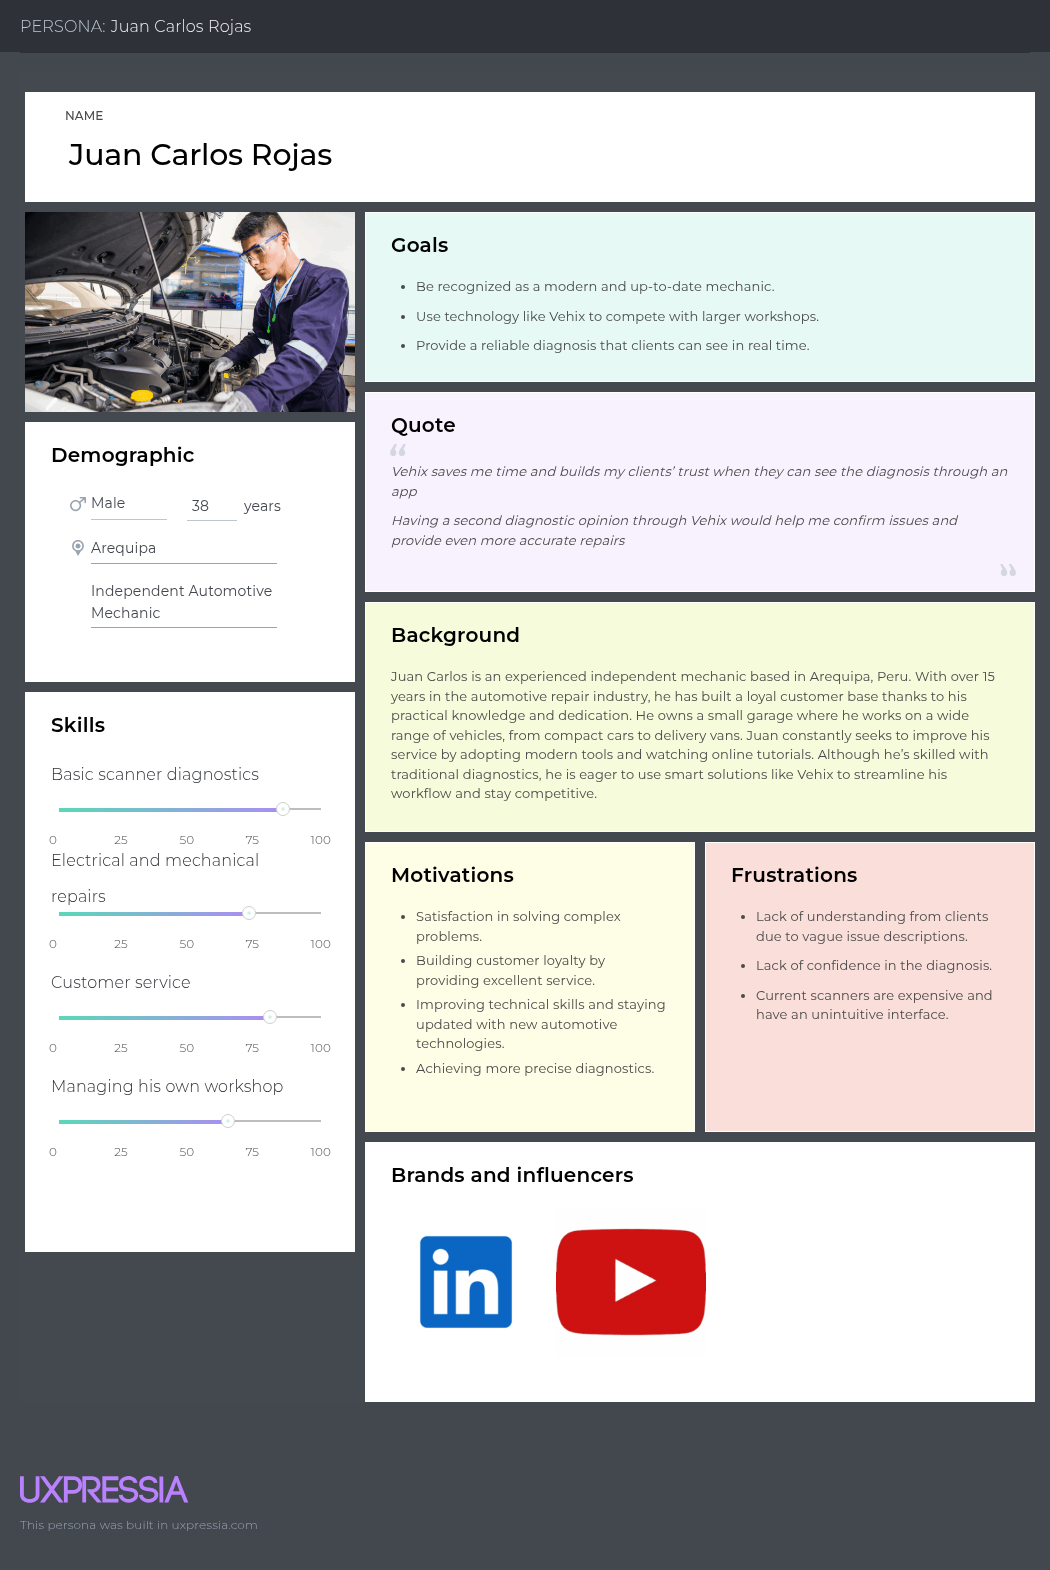 PERSONA: Juan Carlos Rojas
NAME
Juan Carlos Rojas
Demographic
Male
38 years
Arequipa
Independent Automotive
Mechanic
Skills
Basic scanner diagnostics
0 25 50 75 100
Electrical and mechanical
repairs
0 25 50 75 100
Customer service
0 25 50 75 100
Managing his own workshop
0 25 50 75 100
Goals
• Be recognized as a modern and up-to-date mechanic.
• Use technology like Vehix to compete with larger workshops.
• Provide a reliable diagnosis that clients can see in real time.
Quote
“
Vehix saves me time and builds my clients’ trust when they can see the diagnosis through an
app
Having a second diagnostic opinion through Vehix would help me confirm issues and
provide even more accurate repairs
”
Background
Juan Carlos is an experienced independent mechanic based in Arequipa, Peru. With over 15
years in the automotive repair industry, he has built a loyal customer base thanks to his
practical knowledge and dedication. He owns a small garage where he works on a wide
range of vehicles, from compact cars to delivery vans. Juan constantly seeks to improve his
service by adopting modern tools and watching online tutorials. Although he’s skilled with
traditional diagnostics, he is eager to use smart solutions like Vehix to streamline his
workflow and stay competitive.
Motivations
• Satisfaction in solving complex
problems.
• Building customer loyalty by
providing excellent service.
• Improving technical skills and staying
updated with new automotive
technologies.
• Achieving more precise diagnostics.
Frustrations
• Lack of understanding from clients
due to vague issue descriptions.
• Lack of confidence in the diagnosis.
• Current scanners are expensive and
have an unintuitive interface.
Brands and influencers
in
UXPRESSIA
This persona was built in uxpressia.com